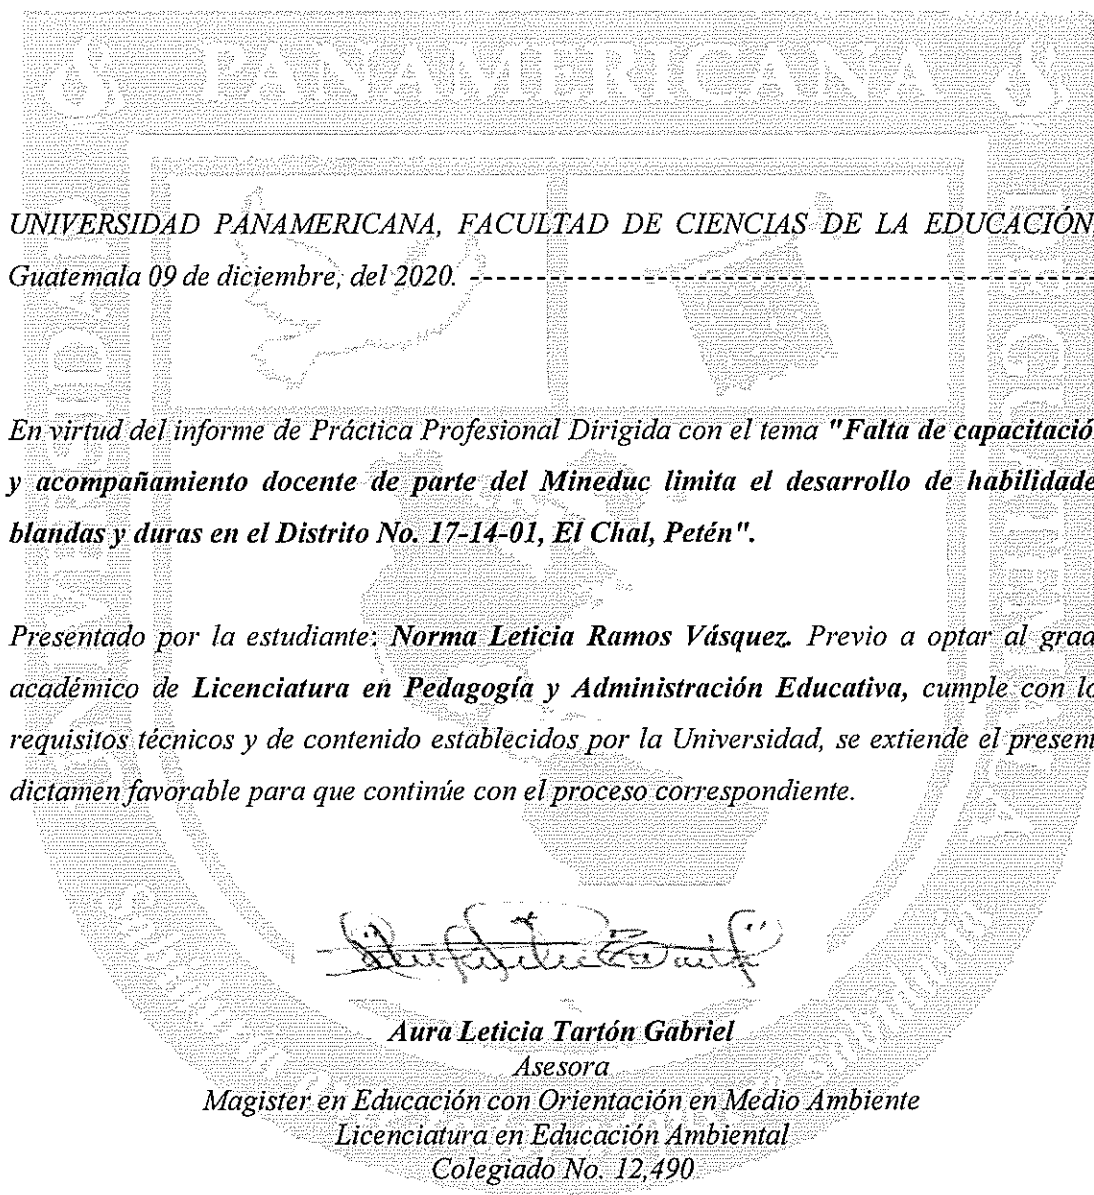 PANAMERICANA
UNIVERSIDAD PANAMERICANA, FACULTAD DE CIENCIAS DE LA EDUCACIÓN
Guatemala 09 de diciembre, del 2020. ------------------------------------------------
En virtud del informe de Práctica Profesional Dirigida con el tema "Falta de capacitació
y acompañamiento docente de parte del Mineduc limita el desarrollo de habilidade
blandas y duras en el Distrito No. 17-14-01, El Chal, Petén".
Presentado por la estudiante: Norma Leticia Ramos Vásquez. Previo a optar al grad
académico de Licenciatura en Pedagogía y Administración Educativa, cumple con lo
requisitos técnicos y de contenido establecidos por la Universidad, se extiende el present
dictamen favorable para que continúe con el proceso correspondiente.
Aura Leticia Tartón Gabriel
Asesora
Magister en Educación con Orientación en Medio Ambiente
Licenciatura en Educación Ambiental
Colegiado No. 12,490